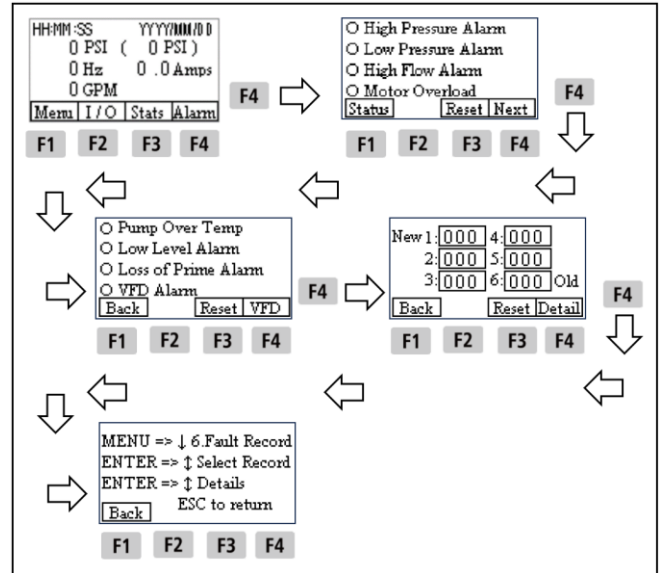 HH:MM:SS YYYY/MM/DD
0 PSI ( 0 PSI )
0 Hz 0 .0 Amps
0 GPM
Menu I/O Stats Alarm
F1 F2 F3 F4
F4
O High Pressure Alarm
O Low Pressure Alarm
O High Flow Alarm
O Motor Overload
Status Reset Next
F1 F2 F3 F4
F4
O Pump Over Temp
O Low Level Alarm
O Loss of Prime Alarm
O VFD Alarm
Back Reset VFD
F1 F2 F3 F4
F4
New 1:000 4:000
2:000 5:000
3:000 6:000 Old
Back Reset Detail
F1 F2 F3 F4
F4
MENU => ↓ 6.Fault Record
ENTER => ↕ Select Record
ENTER => ↕ Details
Back ESC to return
F1 F2 F3 F4